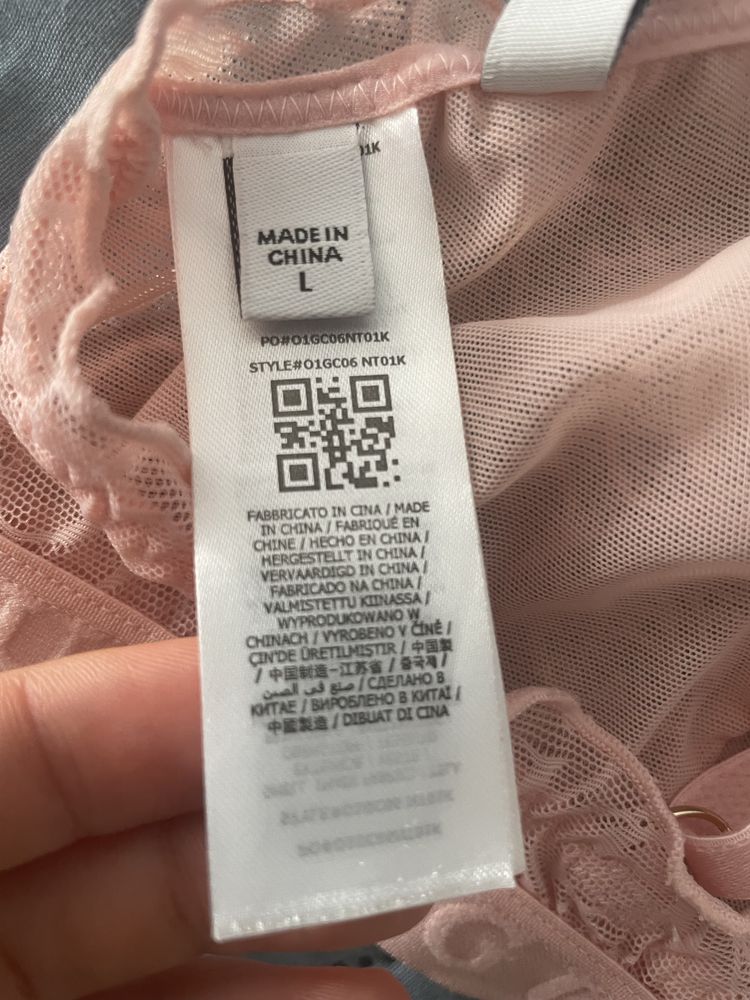 01K
MADE IN
CHINA
L
PO#O1GC06NT01K
STYLE#O1GC06 NT01K
FABBRICATO IN CINA / MADE
IN CHINA / FABRIQUÉ EN
CHINE / HECHO EN CHINA /
HERGESTELLT IN CHINA /
VERVAARDIGD IN CHINA /
FABRICADO NA CHINA /
VALMISTETTU KIINASSA /
WYPRODUKOWANO W
CHINACH / VYROBENO V ČÍNĚ /
ÇİN'DE ÜRETILMISTIR / 中国製
/ 中国制造-江苏省 / 중국제 /
صنع في الصين / СДЕЛАНО В
КИТАЕ / ВИРОБЛЕНО В КИТАЇ /
中國製造 / DIBUAT DI CINA